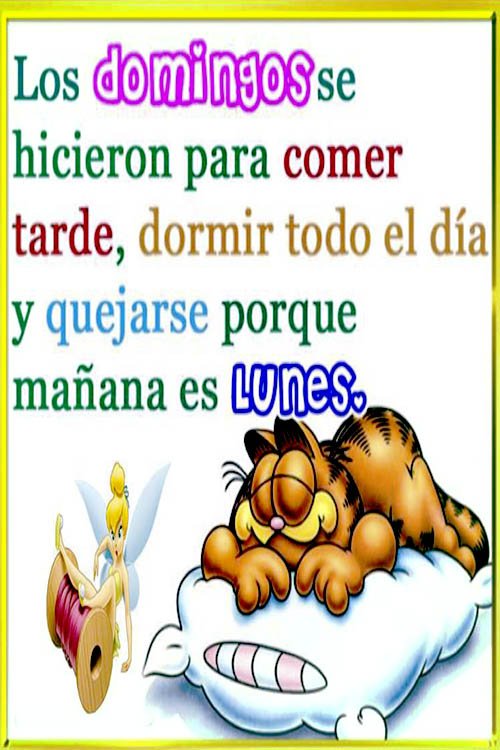 Los domingos se
hicieron para comer
tarde, dormir todo el día
y quejarse porque
mañana es LUNES.